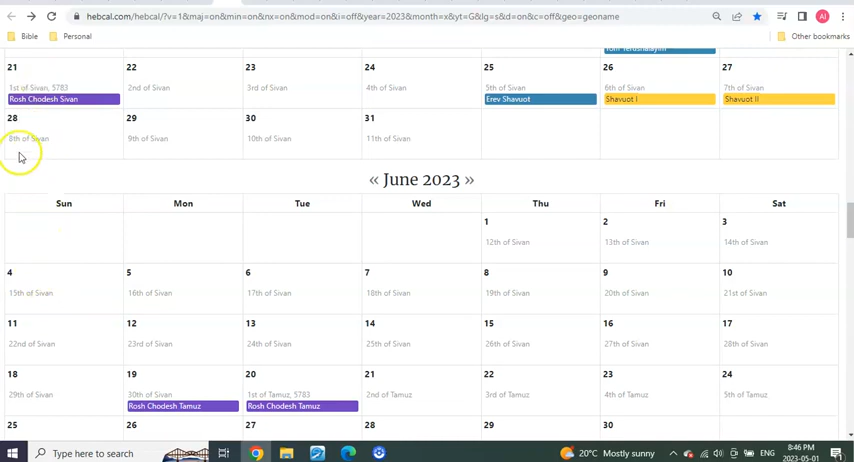 hebcal.com/hebcal/?v=1&maj=on&min=on&nx=on&mod=on&i=off&year=2023&month=x&yt=G&lg=s&d=on&c=off&geo=geoname
AI
Bible Personal Other bookmarks
Yom Yerushalayim
21 22 23 24 25 26 27
1st of Sivan, 5783 2nd of Sivan 3rd of Sivan 4th of Sivan 5th of Sivan 6th of Sivan 7th of Sivan
Rosh Chodesh Sivan Erev Shavuot Shavuot I Shavuot II
28 29 30 31
8th of Sivan 9th of Sivan 10th of Sivan 11th of Sivan
« June 2023 »
Sun Mon Tue Wed Thu Fri Sat
1 2 3
12th of Sivan 13th of Sivan 14th of Sivan
4 5 6 7 8 9 10
15th of Sivan 16th of Sivan 17th of Sivan 18th of Sivan 19th of Sivan 20th of Sivan 21st of Sivan
11 12 13 14 15 16 17
22nd of Sivan 23rd of Sivan 24th of Sivan 25th of Sivan 26th of Sivan 27th of Sivan 28th of Sivan
18 19 20 21 22 23 24
29th of Sivan 30th of Sivan 1st of Tamuz, 5783 2nd of Tamuz 3rd of Tamuz 4th of Tamuz 5th of Tamuz
Rosh Chodesh Tamuz Rosh Chodesh Tamuz
25 26 27 28 29 30
Type here to search
20°C Mostly sunny
ENG
8:46 PM
2023-05-01
1